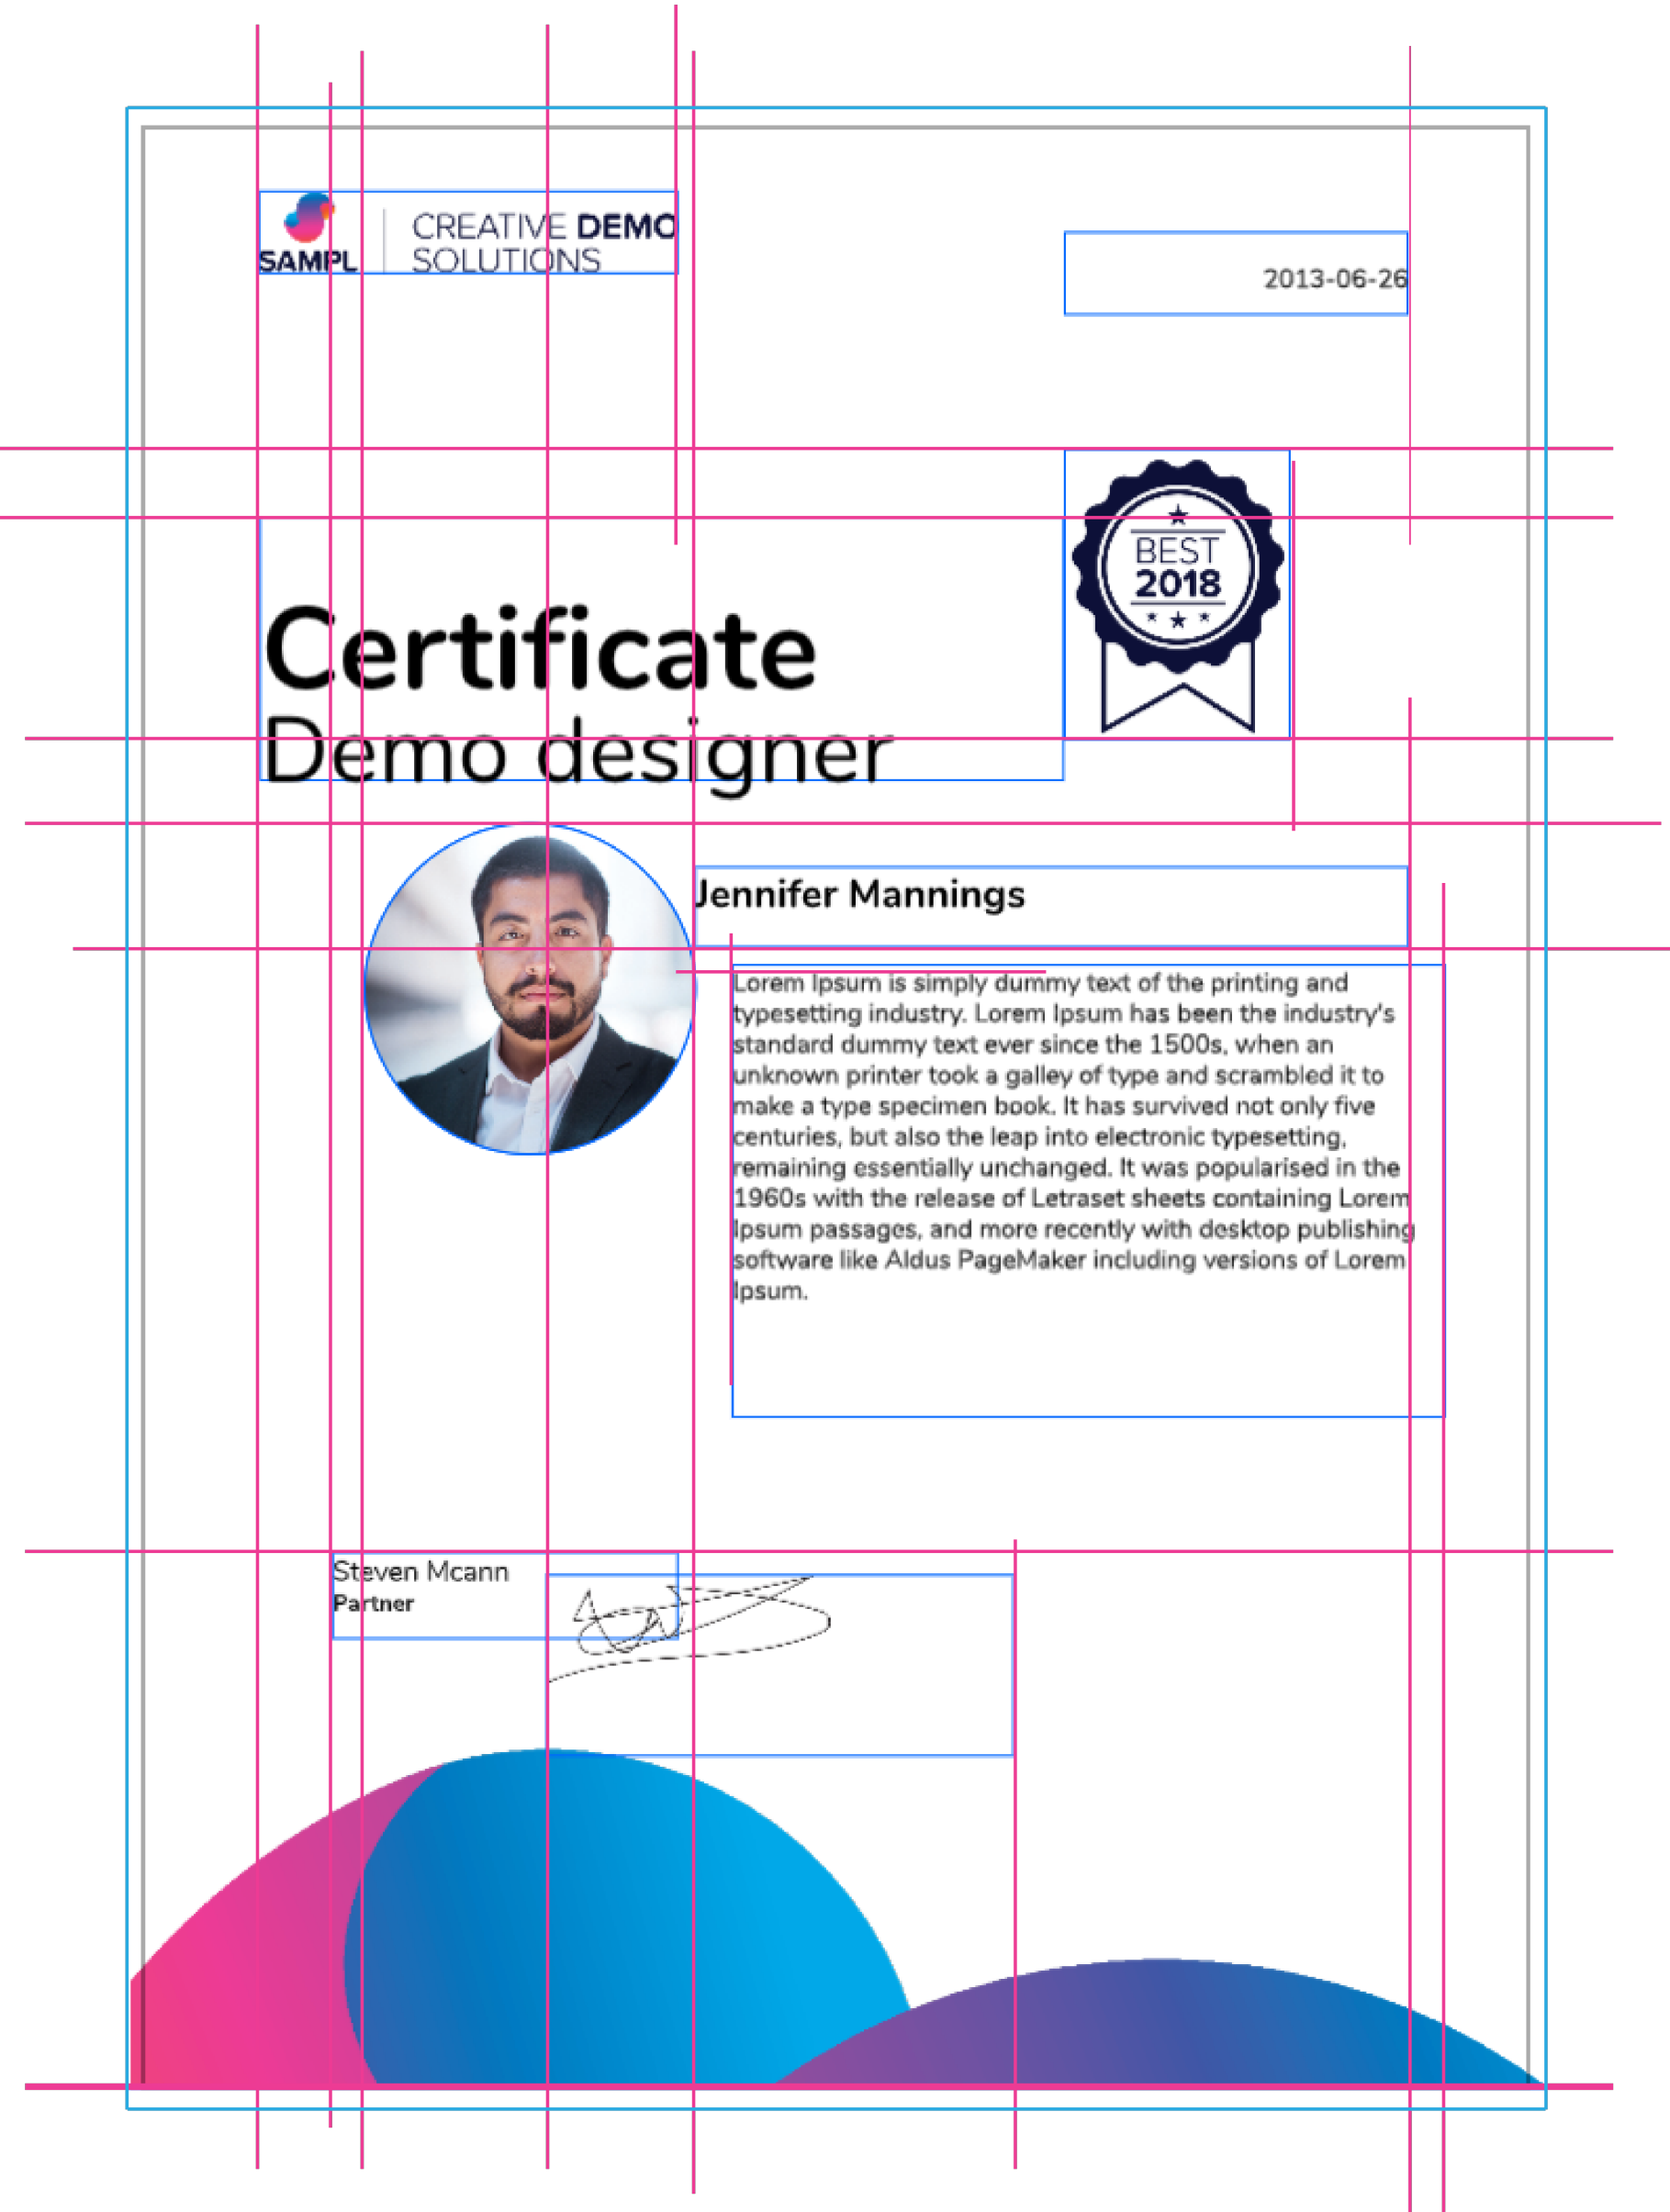 SAMPL
CREATIVE DEMO
SOLUTIONS
2013-06-26
BEST
2018
Certificate
Demo designer
Jennifer Mannings
Lorem Ipsum is simply dummy text of the printing and
typesetting industry. Lorem Ipsum has been the industry's
standard dummy text ever since the 1500s, when an
unknown printer took a galley of type and scrambled it to
make a type specimen book. It has survived not only five
centuries, but also the leap into electronic typesetting,
remaining essentially unchanged. It was popularised in the
1960s with the release of Letraset sheets containing Lorem
Ipsum passages, and more recently with desktop publishing
software like Aldus PageMaker including versions of Lorem
Ipsum.
Steven Mcann
Partner